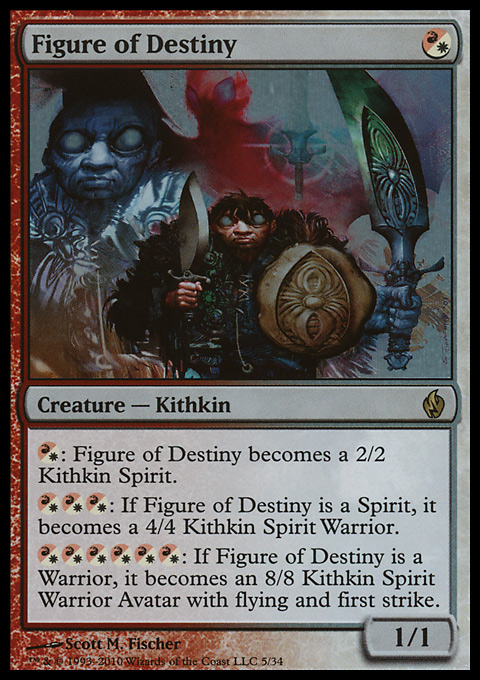 Figure of Destiny
Creature — Kithkin
: Figure of Destiny becomes a 2/2
Kithkin Spirit.
: If Figure of Destiny is a Spirit, it
becomes a 4/4 Kithkin Spirit Warrior.
: If Figure of Destiny is a
Warrior, it becomes an 8/8 Kithkin Spirit
Warrior Avatar with flying and first strike.
1/1
Scott M. Fischer
™ & © 1993-2010 Wizards of the Coast LLC 5/34